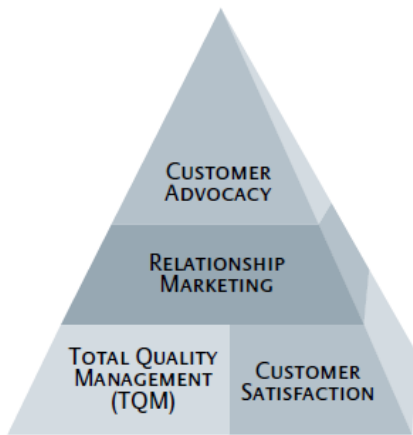 CUSTOMER
ADVOCACY
RELATIONSHIP
MARKETING
TOTAL QUALITY
MANAGEMENT
(TQM)
CUSTOMER
SATISFACTION